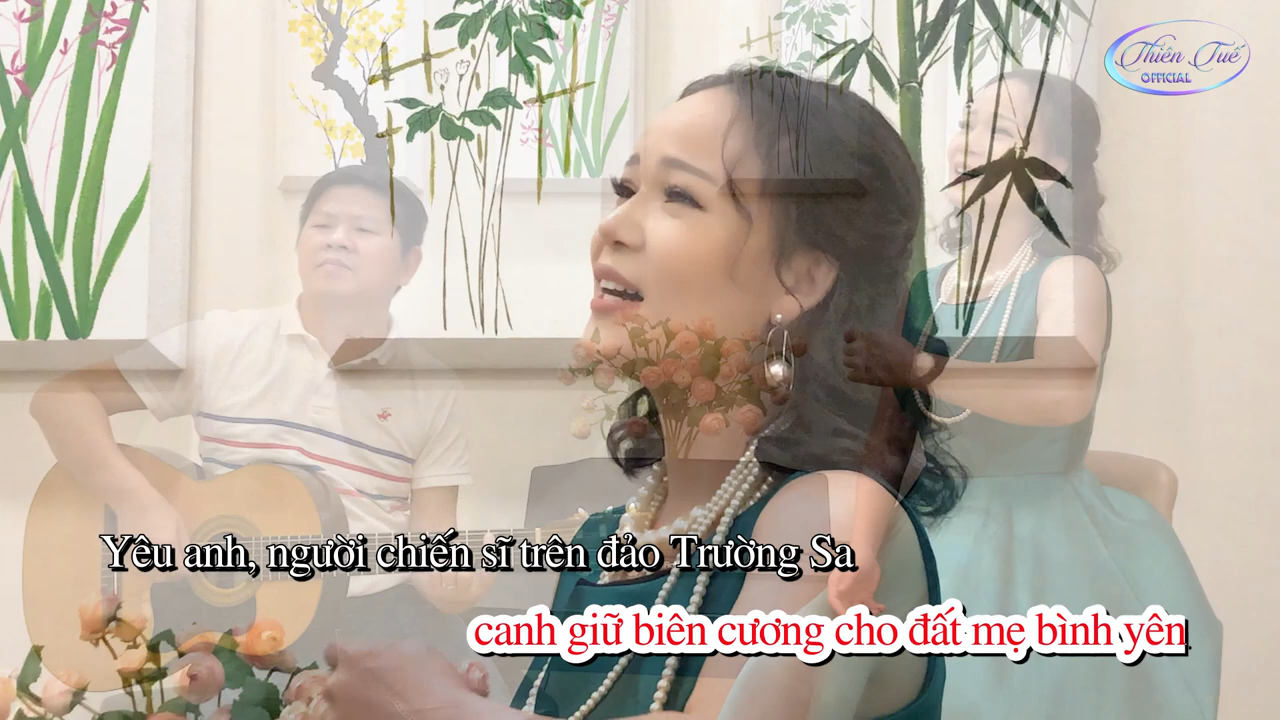 Thiên Tuế
OFFICIAL
Yêu anh, người chiến sĩ trên đảo Trường Sa
canh giữ biên cương cho đất mẹ bình yên